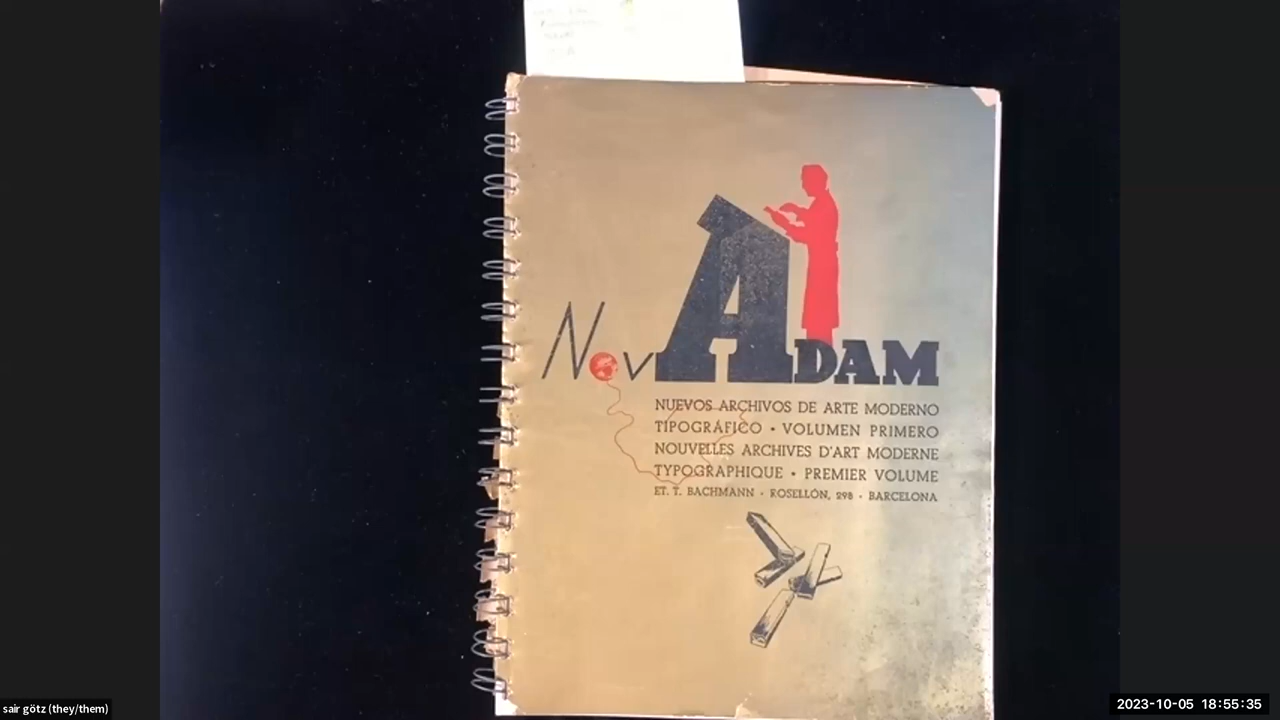 NovADAM
NUEVOS ARCHIVOS DE ARTE MODERNO
TIPOGRÁFICO • VOLUMEN PRIMERO
NOUVELLES ARCHIVES D'ART MODERNE
TYPOGRAPHIQUE • PREMIER VOLUME
ET. T. BACHMANN · ROSELLÓN, 298 · BARCELONA
sair götz (they/them)
2023-10-05 18:55:35